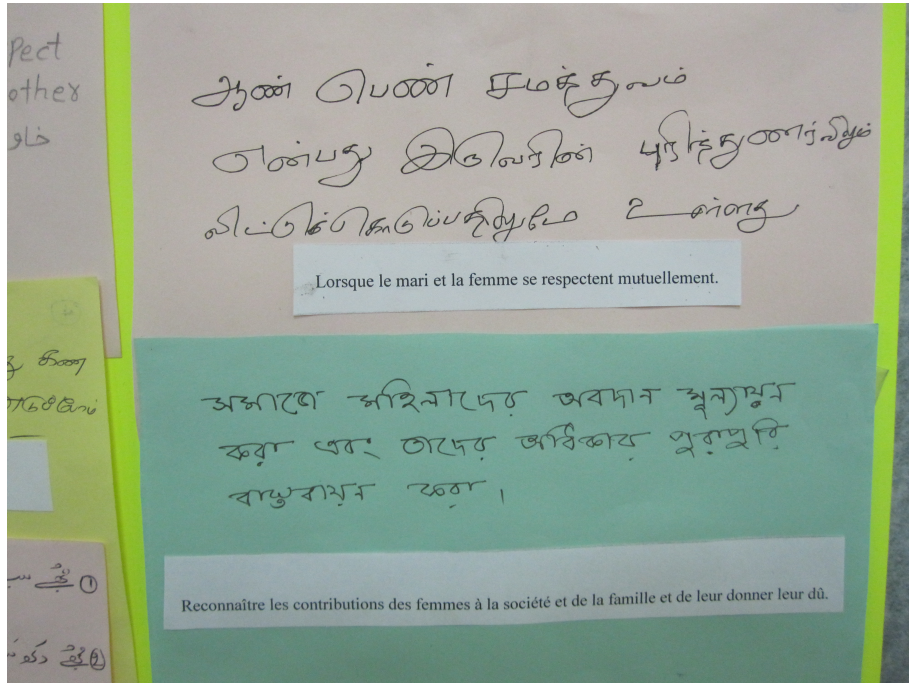 pect
other
ஆண் பெண் சமத்துவம்
என்பது இருவரின் புரிந்துணர்விலும்
விட்டுக்கொடுப்பதிலுமே உள்ளது
Lorsque le mari et la femme se respectent mutuellement.
সমাজে মহিলাদের অবদান মূল্যায়ন
করা এবং তাদের অধিকার পুরাপুরি
বাস্তবায়ন করা।
Reconnaître les contributions des femmes à la société et de la famille et de leur donner leur dû.